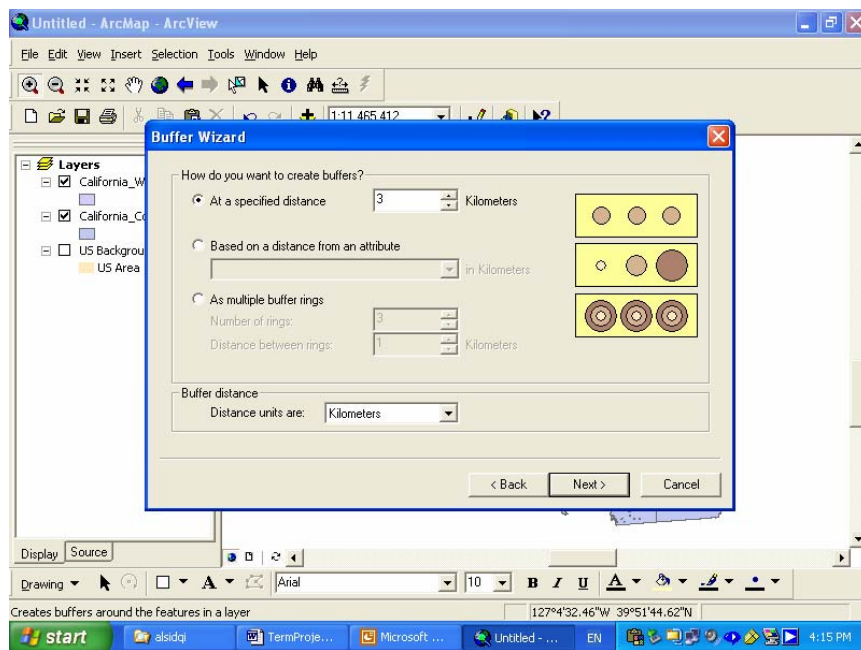 Untitled - ArcMap - ArcView
File Edit View Insert Selection Tools Window Help
1:11,465,412
Buffer Wizard
Layers
California_W
California_Co
US Backgrou
US Area
How do you want to create buffers?
At a specified distance 3 Kilometers
Based on a distance from an attribute
in Kilometers
As multiple buffer rings
Number of rings: 3
Distance between rings: 1 Kilometers
Buffer distance
Distance units are: Kilometers
< Back Next > Cancel
Display Source
Drawing A Arial 10 B I U A
Creates buffers around the features in a layer 127°4'32.46"W 39°51'44.62"N
start alsidqi TermProje... Microsoft ... Untitled - ... EN 4:15 PM